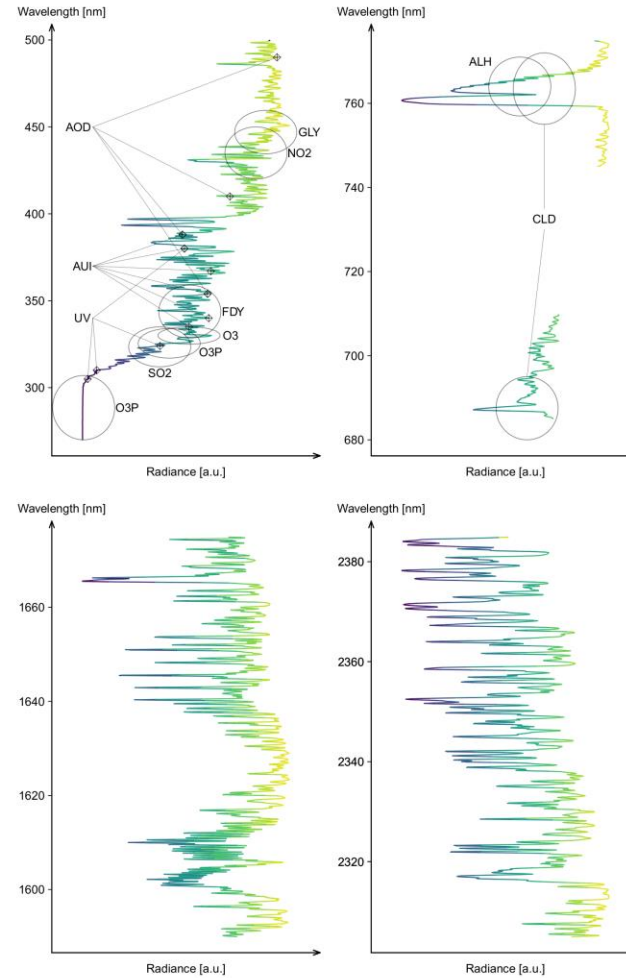 Wavelength [nm]
500
450
400
350
300
AOD
AUI
UV
GLY
NO2
FDY
O3
O3P
SO2
O3P
Radiance [a.u.]
Wavelength [nm]
760
740
720
700
680
ALH
CLD
Radiance [a.u.]
Wavelength [nm]
1660
1640
1620
1600
Radiance [a.u.]
Wavelength [nm]
2380
2360
2340
2320
Radiance [a.u.]